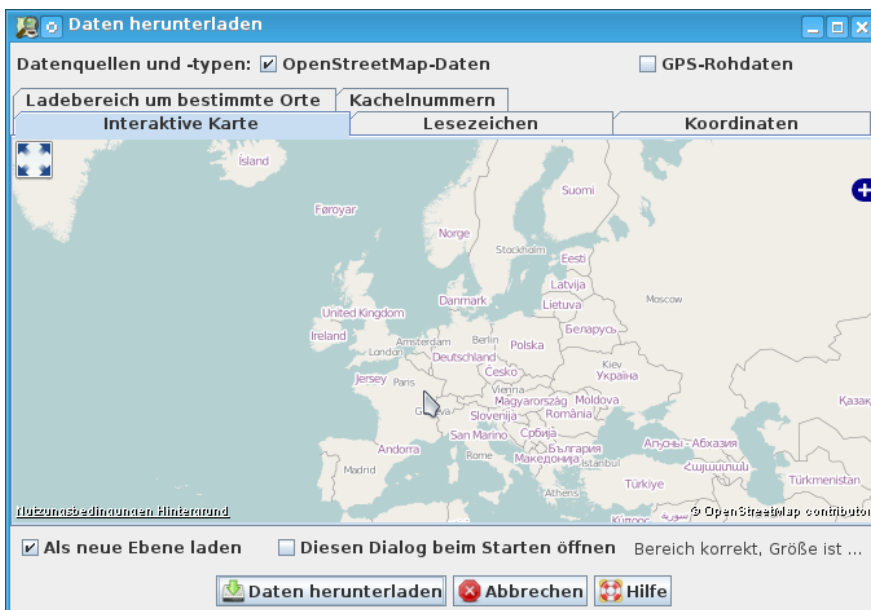 Daten herunterladen
Datenquellen und -typen: OpenStreetMap-Daten GPS-Rohdaten
Ladebereich um bestimmte Orte Kachelnummern
Interaktive Karte Lesezeichen Koordinaten
Ísland
Suomi
Føroyar
Norge
Stockholm
Eesti
Latvija
Moscow
Danmark
Lietuva
United Kingdom
Беларусь
Ireland
Amsterdam
Berlin
Polska
London
Deutschland
Kiev
Česko
Україна
Jersey
Paris
Vienna
Magyarország
Moldova
Slovenija
România
San Marino
Србија
Andorra
България
Аҧсны - Абхазия
Rome
Македонија
Istanbul
Հայաստան
Madrid
Türkiye
Türkmenistan
Athens
Nutzungsbedingungen Hintergrund
© OpenStreetMap contributor
سورية
Als neue Ebene laden Diesen Dialog beim Starten öffnen Bereich korrekt, Größe ist ...
Daten herunterladen Abbrechen Hilfe